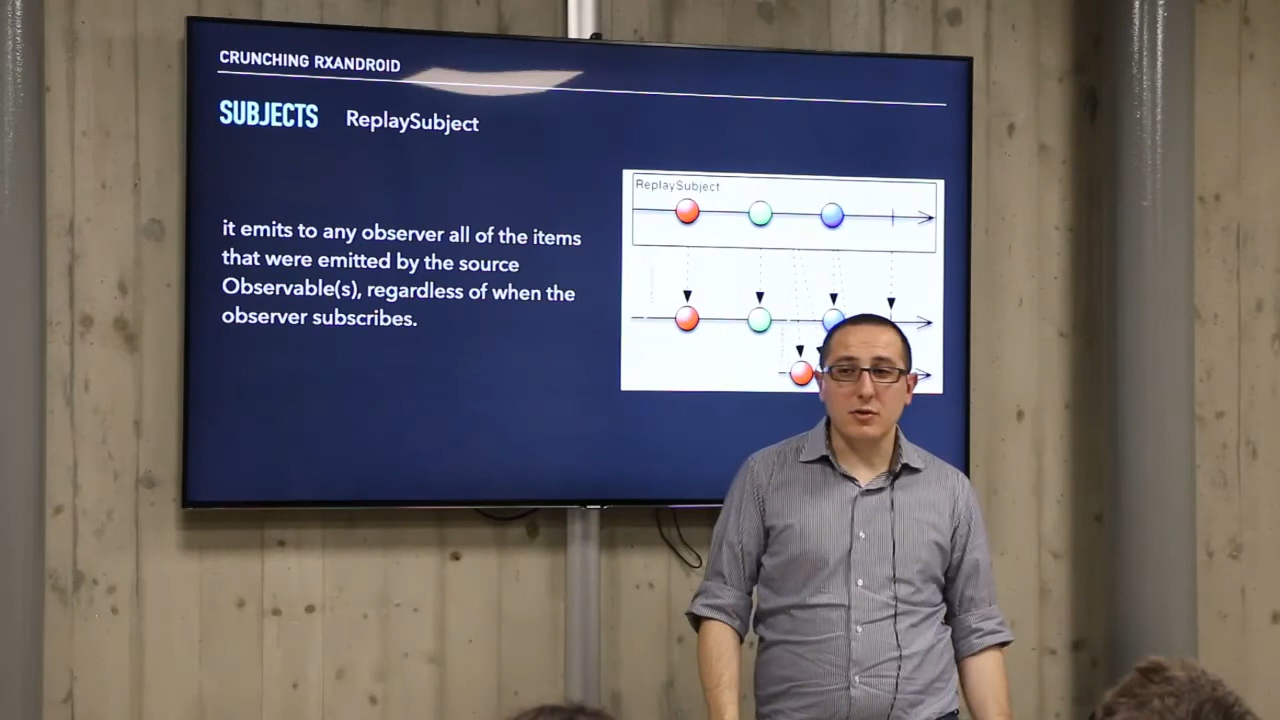 CRUNCHING RXANDROID
SUBJECTS ReplaySubject
ReplaySubject
it emits to any observer all of the items
that were emitted by the source
Observable(s), regardless of when the
observer subscribes.